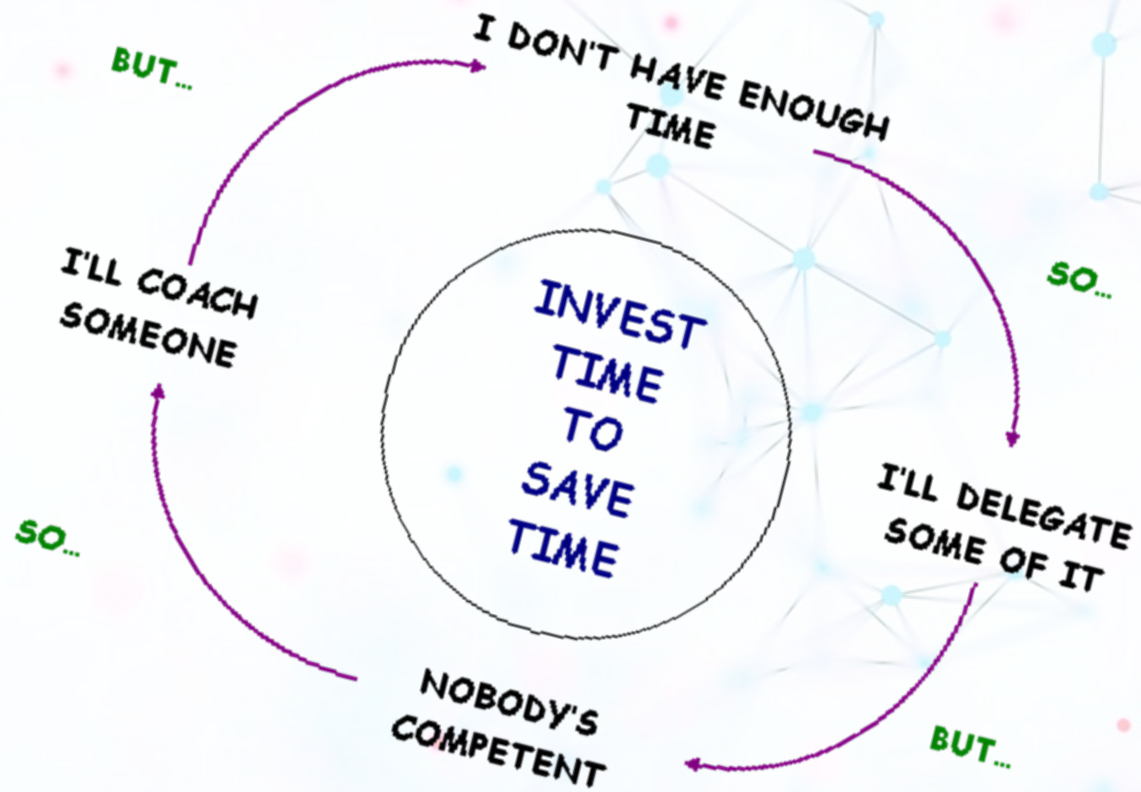 I DON'T HAVE ENOUGH
TIME
SO...
I'LL DELEGATE
SOME OF IT
BUT...
NOBODY'S
COMPETENT
SO...
I'LL COACH
SOMEONE
BUT...
INVEST
TIME
TO
SAVE
TIME